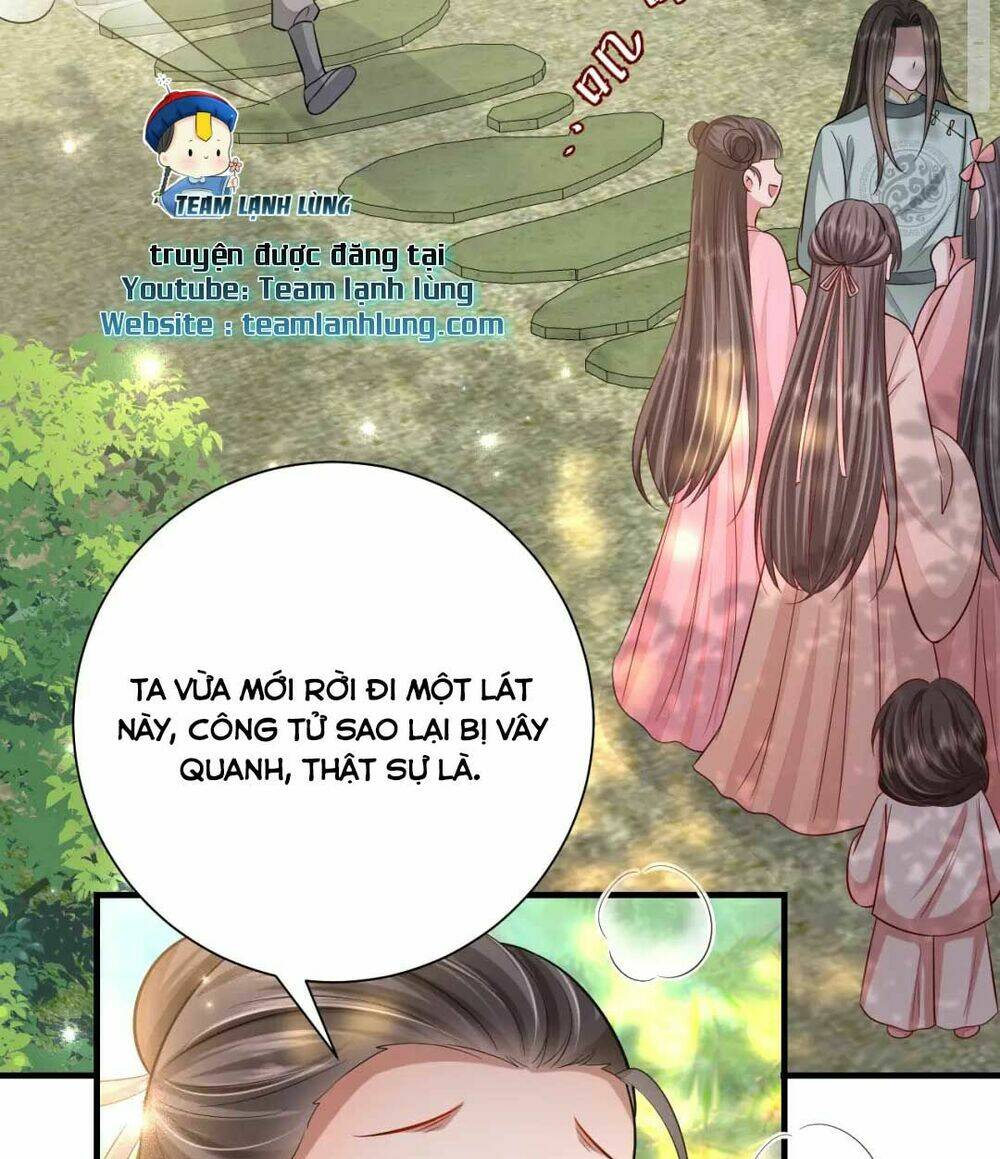 TEAM LẠNH LÙNG
truyện được đăng tại
Youtube: Team lạnh lùng
Website : teamlanhlung.com
TA VỪA MỚI RỜI ĐI MỘT LÁT
NÀY, CÔNG TỬ SAO LẠI BỊ VÂY
QUANH, THẬT SỰ LÀ.